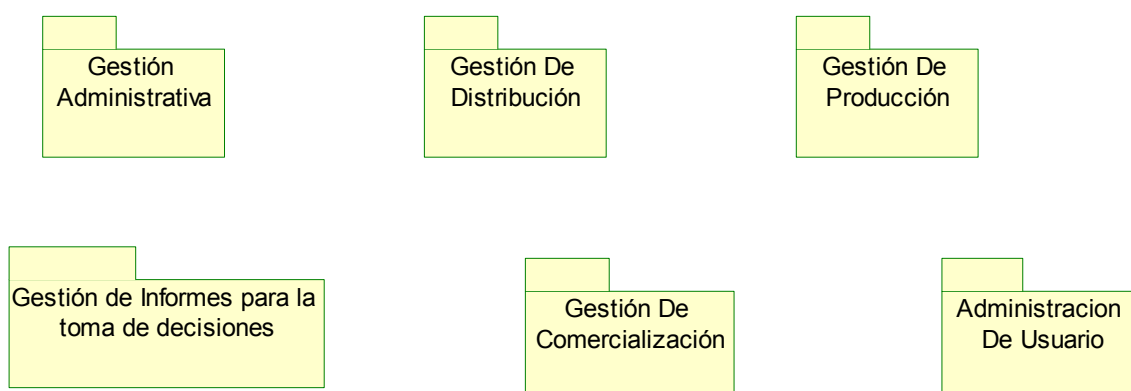 Gestión
Administrativa
Gestión De
Distribución
Gestión De
Producción
Gestión de Informes para la
toma de decisiones
Gestión De
Comercialización
Administracion
De Usuario